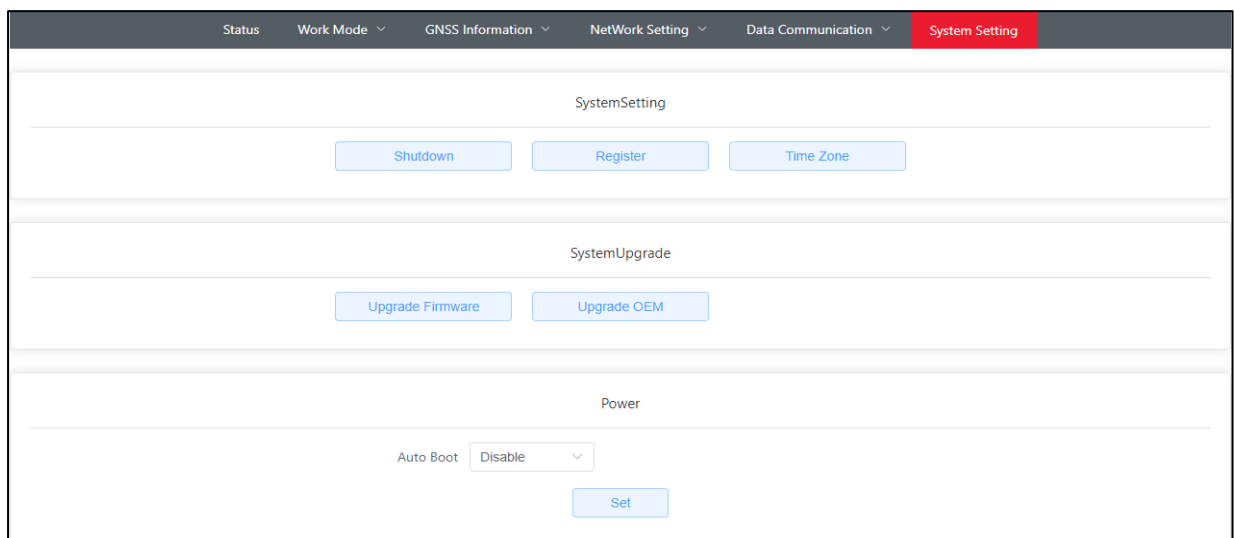 Status Work Mode GNSS Information NetWork Setting Data Communication System Setting
SystemSetting
Shutdown Register Time Zone
SystemUpgrade
Upgrade Firmware Upgrade OEM
Power
Auto Boot Disable
Set